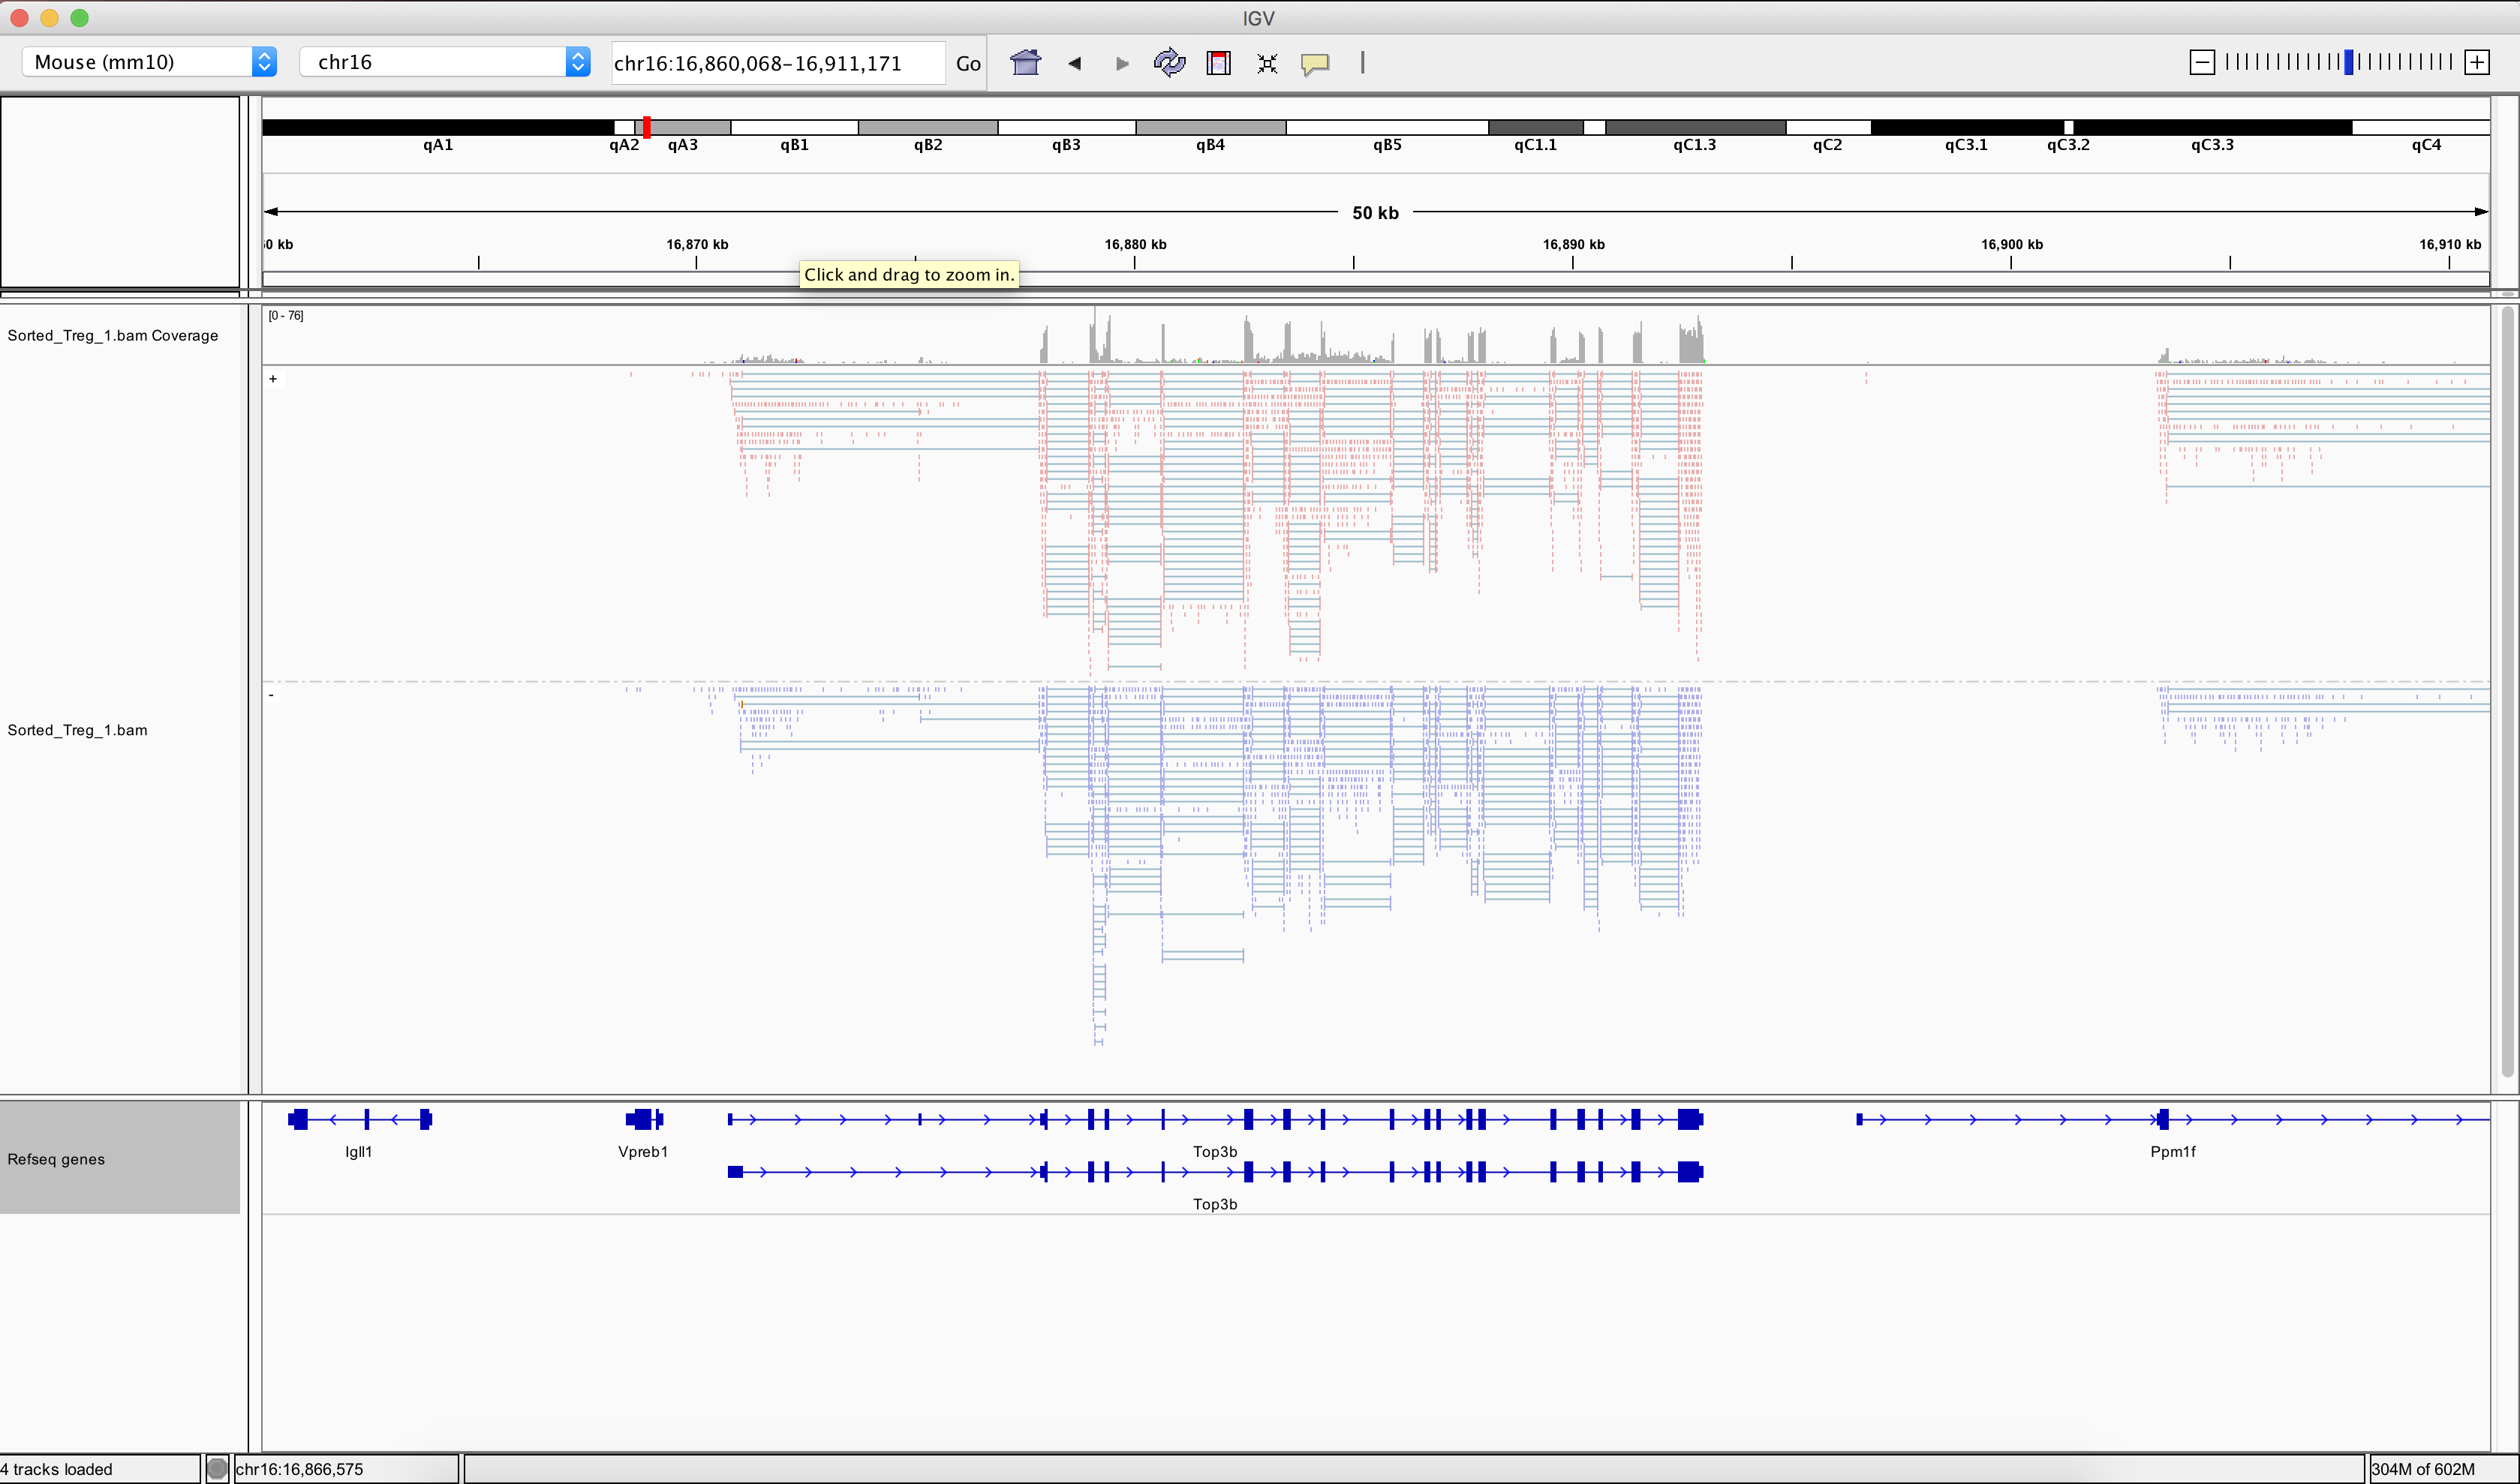 IGV
Mouse (mm10) chr16 chr16:16,860,068-16,911,171 Go
qA1 qA2 qA3 qB1 qB2 qB3 qB4 qB5 qC1.1 qC1.3 qC2 qC3.1 qC3.2 qC3.3 qC4
50 kb
0 kb 16,870 kb 16,880 kb 16,890 kb 16,900 kb 16,910 kb
Click and drag to zoom in.
[0 - 76]
Sorted_Treg_1.bam Coverage
+
-
Sorted_Treg_1.bam
Igll1 Vpreb1 Top3b Ppm1f
Refseq genes
Top3b
4 tracks loaded chr16:16,866,575 304M of 602M